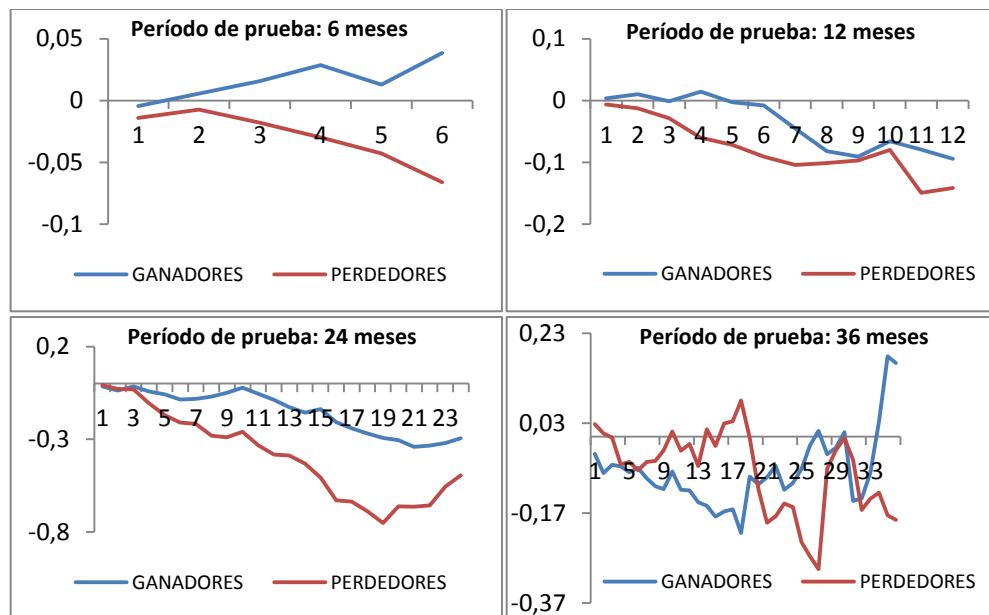 Período de prueba: 6 meses
0,05
0
-0,05
-0,1
1 2 3 4 5 6
GANADORES PERDEDORES
Período de prueba: 12 meses
0,1
0
-0,1
-0,2
1 2 3 4 5 6 7 8 9 10 11 12
GANADORES PERDEDORES
Período de prueba: 24 meses
0,2
-0,3
-0,8
1 3 5 7 9 11 13 15 17 19 21 23
GANADORES PERDEDORES
Período de prueba: 36 meses
0,23
0,03
-0,17
-0,37
1 5 9 13 17 21 25 29 33
GANADORES PERDEDORES